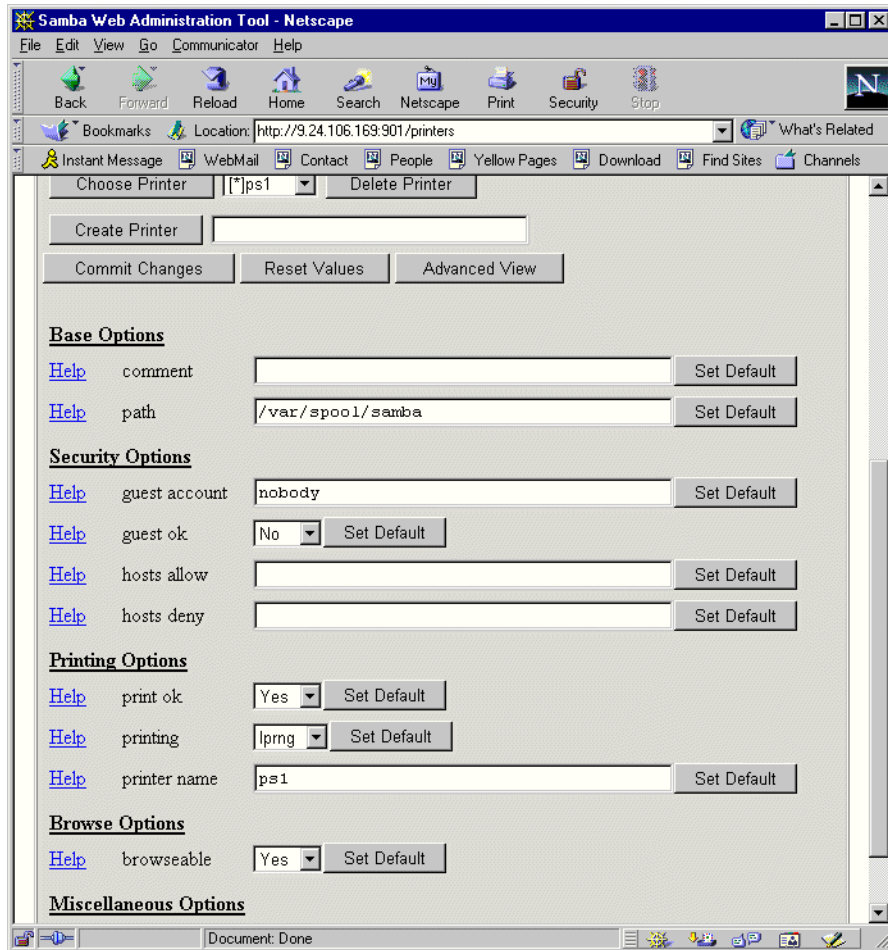 Samba Web Administration Tool - Netscape
File Edit View Go Communicator Help
Back Forward Reload Home Search Netscape Print Security Stop
My
N
Bookmarks Location: http://9.24.106.169:901/printers What's Related
Instant Message WebMail Contact People Yellow Pages Download Find Sites Channels
Choose Printer [*]ps1 Delete Printer
Create Printer
Commit Changes Reset Values Advanced View
Base Options
Help comment Set Default
Help path /var/spool/samba Set Default
Security Options
Help guest account nobody Set Default
Help guest ok No Set Default
Help hosts allow Set Default
Help hosts deny Set Default
Printing Options
Help print ok Yes Set Default
Help printing lprng Set Default
Help printer name ps1 Set Default
Browse Options
Help browseable Yes Set Default
Miscellaneous Options
Document: Done